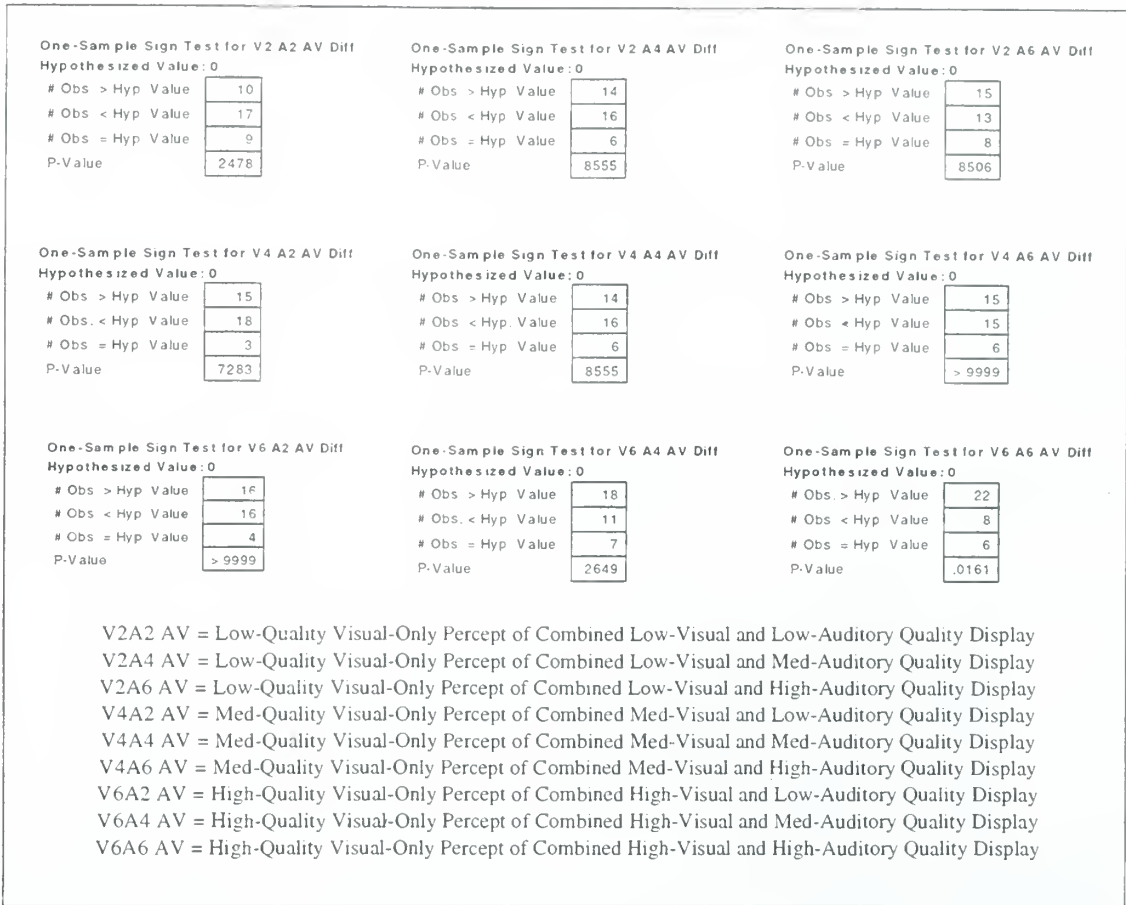 One-Sample Sign Test for V2 A2 AV Diff
Hypothesized Value: 0
# Obs > Hyp Value 10
# Obs < Hyp Value 17
# Obs = Hyp Value 9
P-Value 2478
One-Sample Sign Test for V2 A4 AV Diff
Hypothesized Value: 0
# Obs > Hyp Value 14
# Obs < Hyp Value 16
# Obs = Hyp Value 6
P-Value 8555
One-Sample Sign Test for V2 A6 AV Diff
Hypothesized Value: 0
# Obs > Hyp Value 15
# Obs < Hyp Value 13
# Obs = Hyp Value 8
P-Value 8506
One-Sample Sign Test for V4 A2 AV Diff
Hypothesized Value: 0
# Obs > Hyp Value 15
# Obs. < Hyp Value 18
# Obs = Hyp Value 3
P-Value 7283
One-Sample Sign Test for V4 A4 AV Diff
Hypothesized Value: 0
# Obs > Hyp Value 14
# Obs < Hyp. Value 16
# Obs = Hyp Value 6
P-Value 8555
One-Sample Sign Test for V4 A6 AV Diff
Hypothesized Value: 0
# Obs > Hyp Value 15
# Obs < Hyp Value 15
# Obs = Hyp Value 6
P-Value > 9999
One-Sample Sign Test for V6 A2 AV Diff
Hypothesized Value: 0
# Obs > Hyp Value 16
# Obs < Hyp Value 16
# Obs = Hyp Value 4
P-Value > 9999
One-Sample Sign Test for V6 A4 AV Diff
Hypothesized Value: 0
# Obs > Hyp Value 18
# Obs. < Hyp Value 11
# Obs = Hyp Value 7
P-Value 2649
One-Sample Sign Test for V6 A6 AV Diff
Hypothesized Value: 0
# Obs. > Hyp Value 22
# Obs < Hyp Value 8
# Obs = Hyp Value 6
P-Value .0161
V2A2 AV = Low-Quality Visual-Only Percept of Combined Low-Visual and Low-Auditory Quality Display
V2A4 AV = Low-Quality Visual-Only Percept of Combined Low-Visual and Med-Auditory Quality Display
V2A6 AV = Low-Quality Visual-Only Percept of Combined Low-Visual and High-Auditory Quality Display
V4A2 AV = Med-Quality Visual-Only Percept of Combined Med-Visual and Low-Auditory Quality Display
V4A4 AV = Med-Quality Visual-Only Percept of Combined Med-Visual and Med-Auditory Quality Display
V4A6 AV = Med-Quality Visual-Only Percept of Combined Med-Visual and High-Auditory Quality Display
V6A2 AV = High-Quality Visual-Only Percept of Combined High-Visual and Low-Auditory Quality Display
V6A4 AV = High-Quality Visual-Only Percept of Combined High-Visual and Med-Auditory Quality Display
V6A6 AV = High-Quality Visual-Only Percept of Combined High-Visual and High-Auditory Quality Display